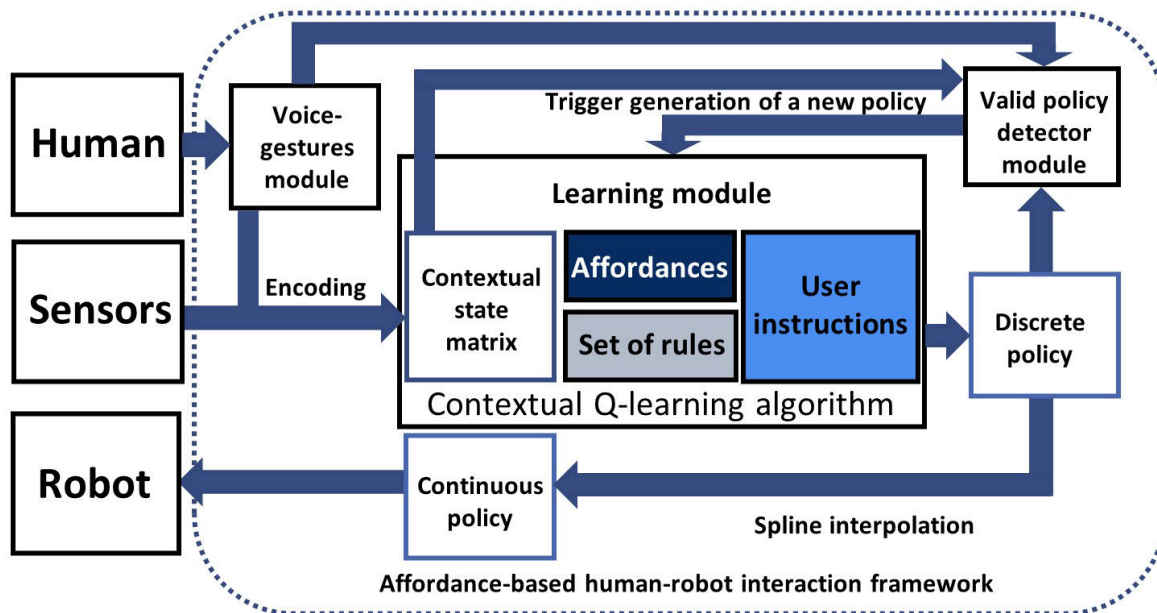 Human
Voice-
gestures
module
Trigger generation of a new policy
Valid policy
detector
module
Learning module
Sensors
Encoding
Contextual
state
matrix
Affordances
Set of rules
User
instructions
Discrete
policy
Contextual Q-learning algorithm
Robot
Continuous
policy
Spline interpolation
Affordance-based human-robot interaction framework